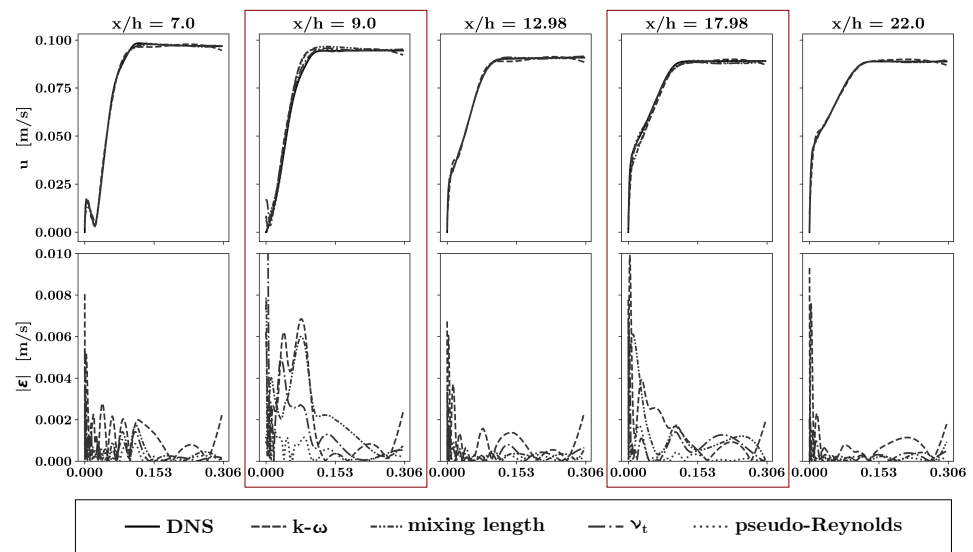 x/h = 7.0 x/h = 9.0 x/h = 12.98 x/h = 17.98 x/h = 22.0
0.100
0.075
0.050
0.025
0.000
u [m/s]
0.010
0.008
0.006
0.004
0.002
0.000
|ε| [m/s]
0.000 0.153 0.306 0.000 0.153 0.306 0.000 0.153 0.306 0.000 0.153 0.306 0.000 0.153 0.306
DNS k-ω mixing length νt pseudo-Reynolds